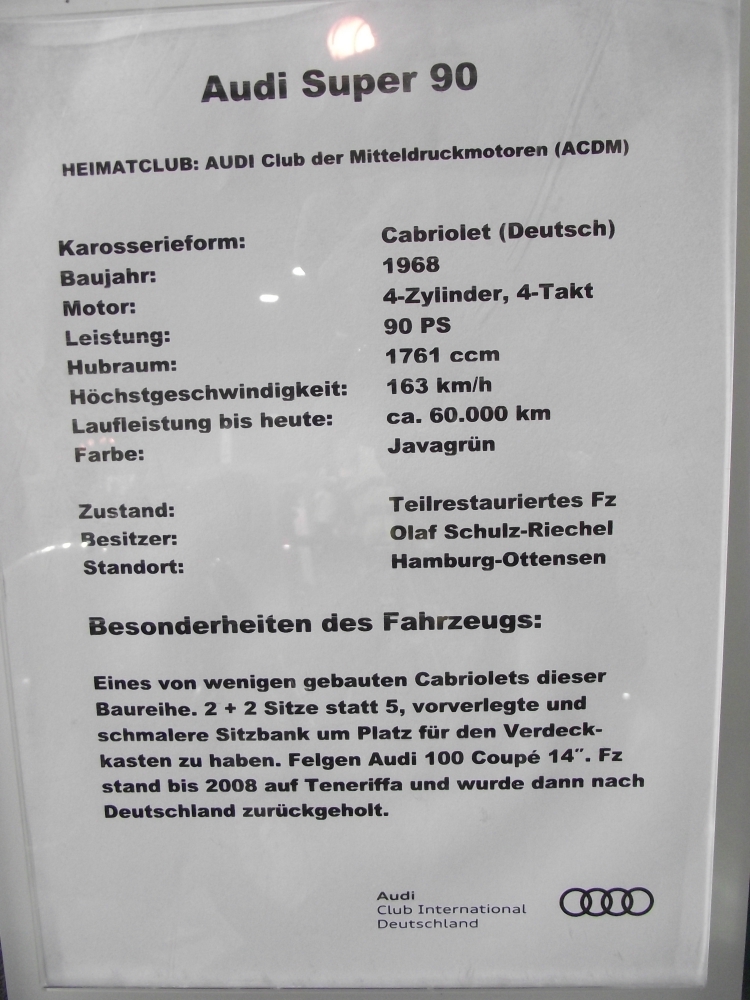 Audi Super 90
HEIMATCLUB: AUDI Club der Mitteldruckmotoren (ACDM)
Karosserieform: Cabriolet (Deutsch)
Baujahr: 1968
Motor: 4-Zylinder, 4-Takt
Leistung: 90 PS
Hubraum: 1761 ccm
Höchstgeschwindigkeit: 163 km/h
Laufleistung bis heute: ca. 60.000 km
Farbe: Javagrün
Zustand: Teilrestauriertes Fz
Besitzer: Olaf Schulz-Riechel
Standort: Hamburg-Ottensen
Besonderheiten des Fahrzeugs:
Eines von wenigen gebauten Cabriolets dieser
Baureihe. 2 + 2 Sitze statt 5, vorverlegte und
schmalere Sitzbank um Platz für den Verdeck-
kasten zu haben. Felgen Audi 100 Coupé 14″. Fz
stand bis 2008 auf Teneriffa und wurde dann nach
Deutschland zurückgeholt.
Audi
Club International
Deutschland